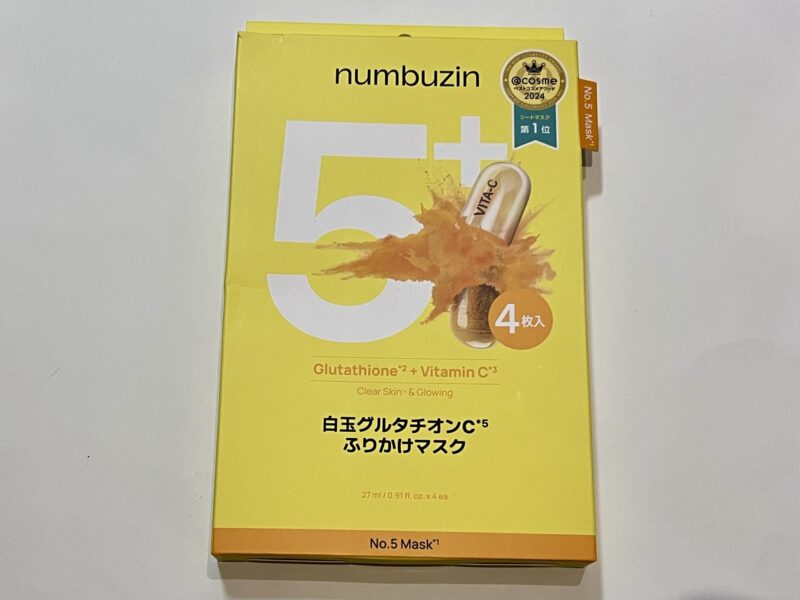 numbuzin
@cosme
ベストコスメアワード
2024
シートマスク
第1位
No.5 Mask*1
5+
VITA-C
4枚入
Glutathione*2 + Vitamin C*3
Clear Skin*4 & Glowing
白玉グルタチオンC*5
ふりかけマスク
27 ml / 0.91 fl. oz. x 4 ea
No.5 Mask*1